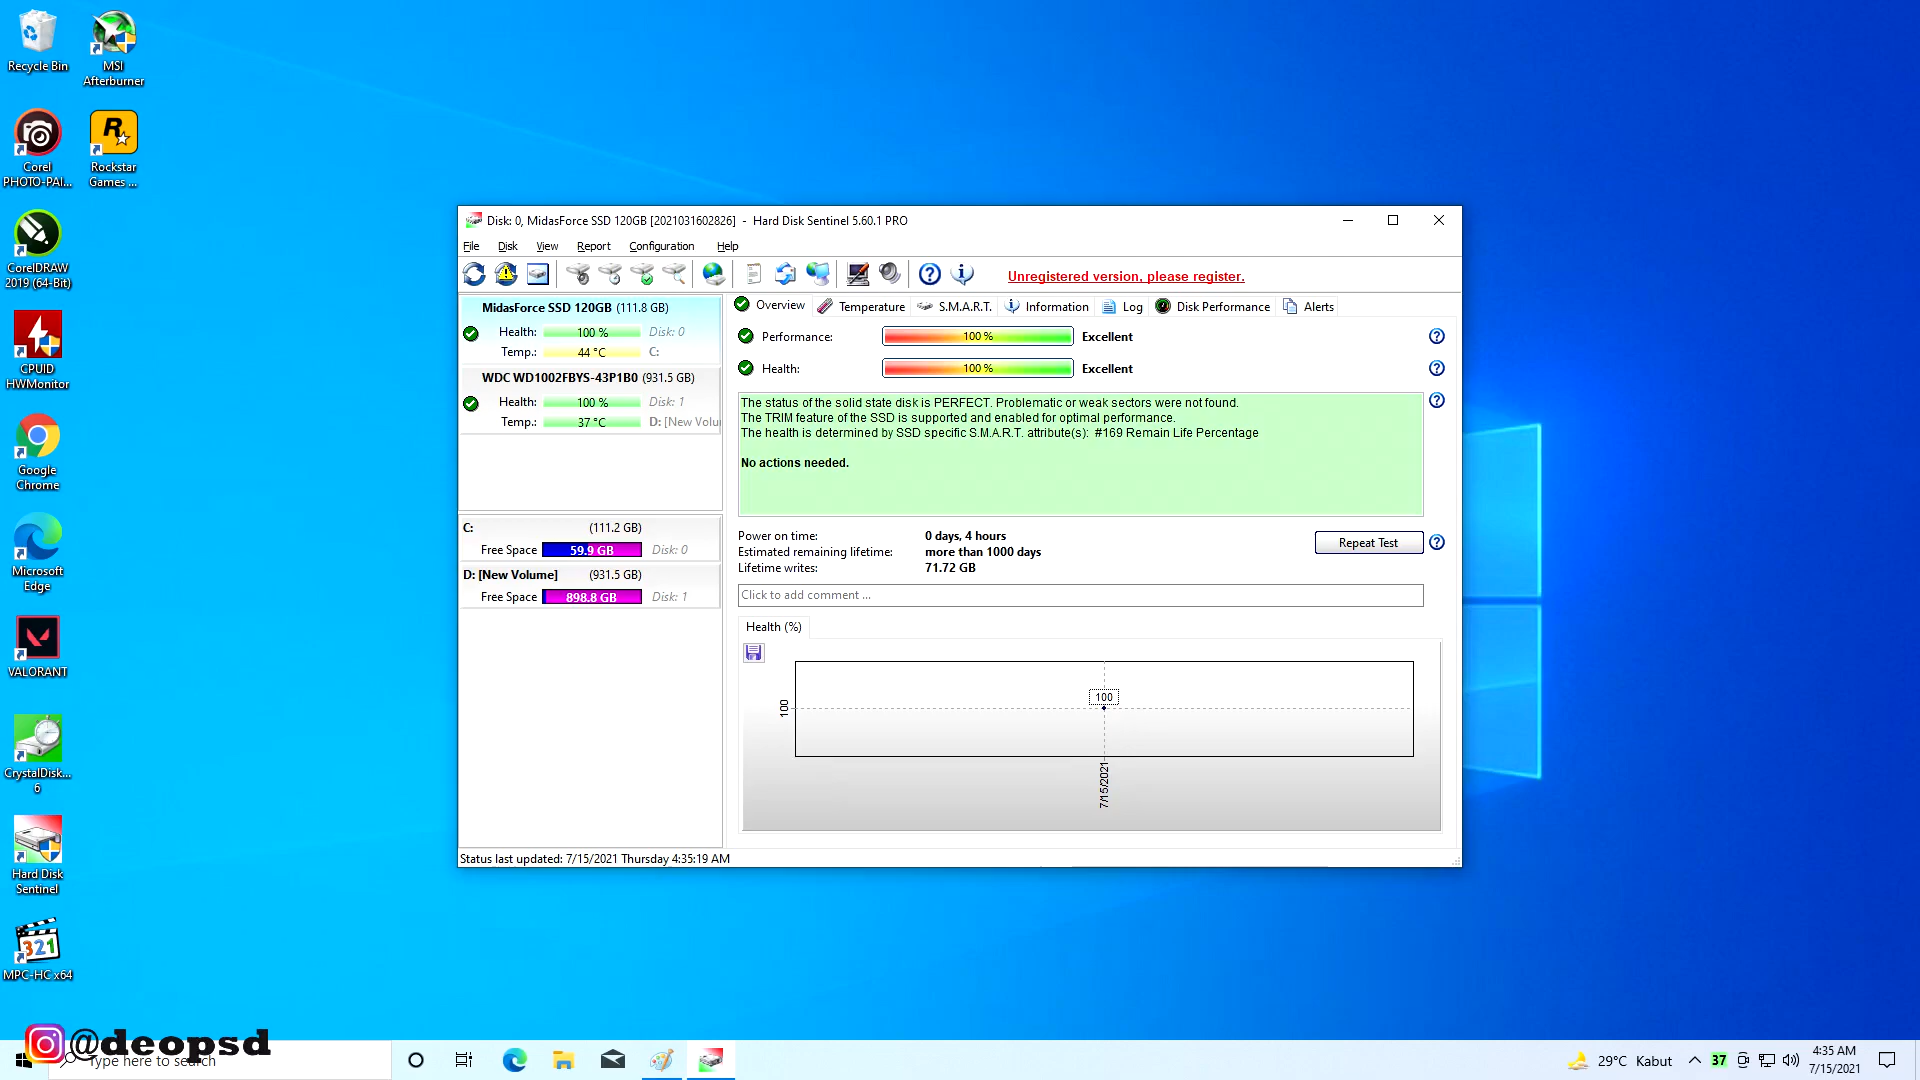 Recycle Bin
MSI
Afterburner
Corel
PHOTO-PAI...
Rockstar
Games ...
CorelDRAW
2019 (64-Bit)
CPUID
HWMonitor
Google
Chrome
Microsoft
Edge
VALORANT
CrystalDisk...
6
Hard Disk
Sentinel
321
MPC-HC x64
Disk: 0, MidasForce SSD 120GB [2021031602826] - Hard Disk Sentinel 5.60.1 PRO
File Disk View Report Configuration Help
Unregistered version, please register.
MidasForce SSD 120GB (111.8 GB)
Health: 100 % Disk: 0
Temp.: 44 °C C:
WDC WD1002FBYS-43P1B0 (931.5 GB)
Health: 100 % Disk: 1
Temp.: 37 °C D: [New Volu
C: (111.2 GB)
Free Space 59.9 GB Disk: 0
D: [New Volume] (931.5 GB)
Free Space 898.8 GB Disk: 1
Overview Temperature S.M.A.R.T. Information Log Disk Performance Alerts
Performance: 100 % Excellent
Health: 100 % Excellent
The status of the solid state disk is PERFECT. Problematic or weak sectors were not found.
The TRIM feature of the SSD is supported and enabled for optimal performance.
The health is determined by SSD specific S.M.A.R.T. attribute(s): #169 Remain Life Percentage
No actions needed.
Power on time: 0 days, 4 hours
Estimated remaining lifetime: more than 1000 days
Lifetime writes: 71.72 GB
Repeat Test
Click to add comment ...
Health (%)
100
100
7/15/2021
Status last updated: 7/15/2021 Thursday 4:35:19 AM
@deopsd
Type here to search
29°C Kabut
37
4:35 AM
7/15/2021